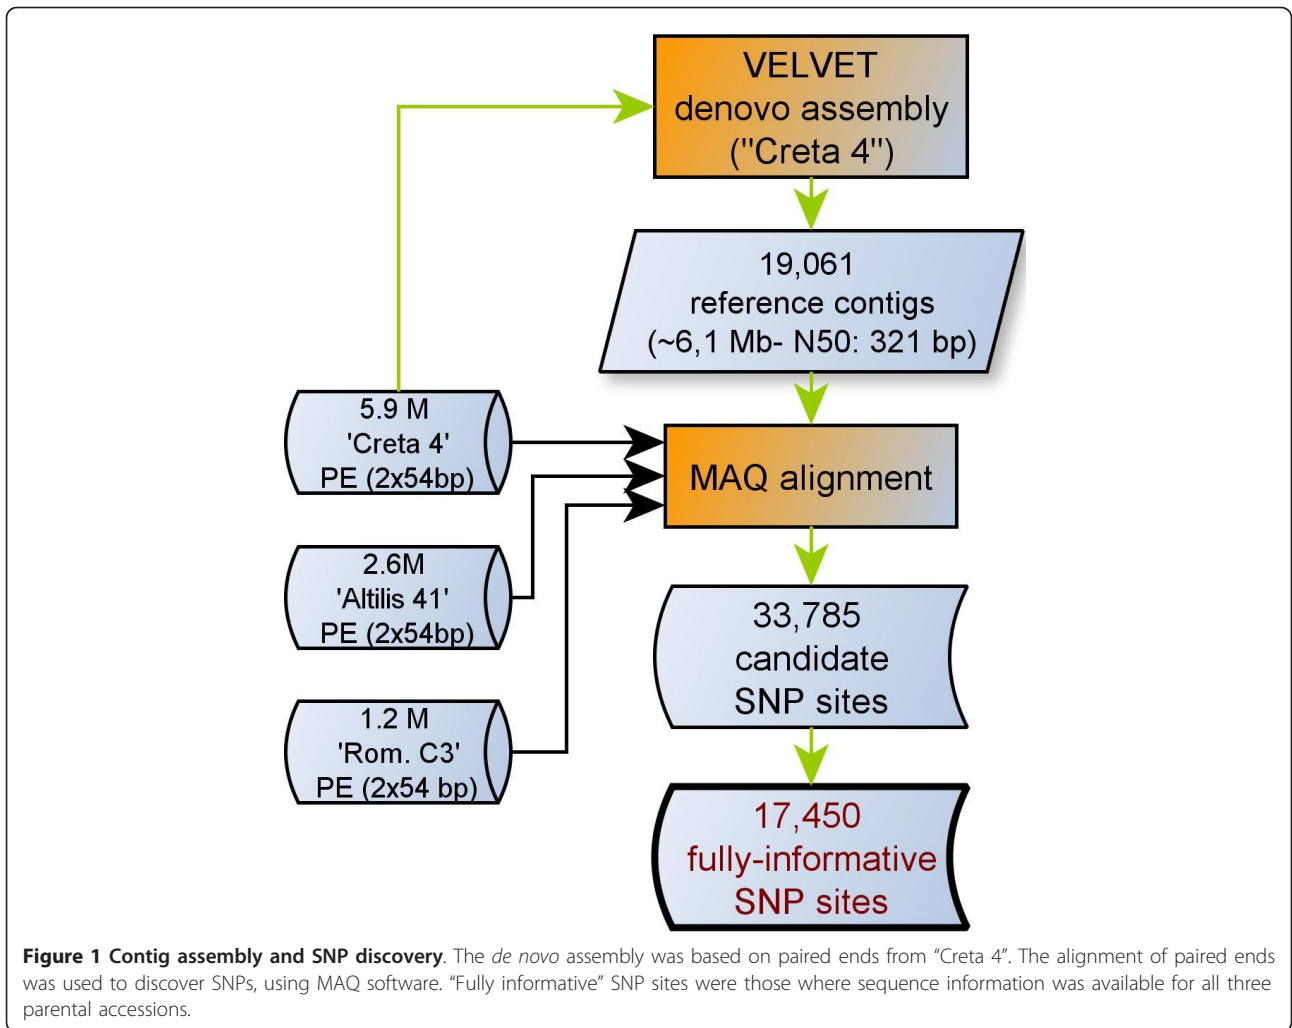 VELVET
denovo assembly
("Creta 4")
19,061
reference contigs
(~6,1 Mb- N50: 321 bp)
5.9 M
'Creta 4'
PE (2x54bp)
MAQ alignment
2.6M
'Altilis 41'
PE (2x54bp)
33,785
candidate
SNP sites
1.2 M
'Rom. C3'
PE (2x54 bp)
17,450
fully-informative
SNP sites
Figure 1 Contig assembly and SNP discovery. The de novo assembly was based on paired ends from “Creta 4”. The alignment of paired ends
was used to discover SNPs, using MAQ software. “Fully informative” SNP sites were those where sequence information was available for all three
parental accessions.